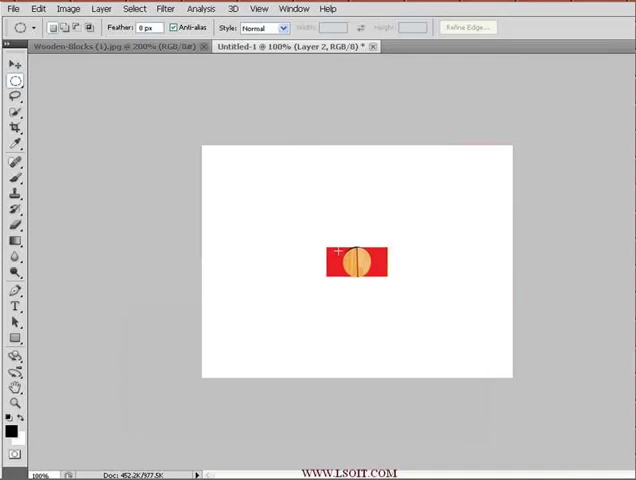 File Edit Image Layer Select Filter Analysis 3D View Window Help
Feather: 0 px Anti-alias Style: Normal Width: Height: Refine Edge...
Wooden-Blocks (1).jpg @ 200% (RGB/8#) Untitled-1 @ 100% (Layer 2, RGB/8) *
100% Doc: 452.2K/977.5K
WWW.LSOIT.COM